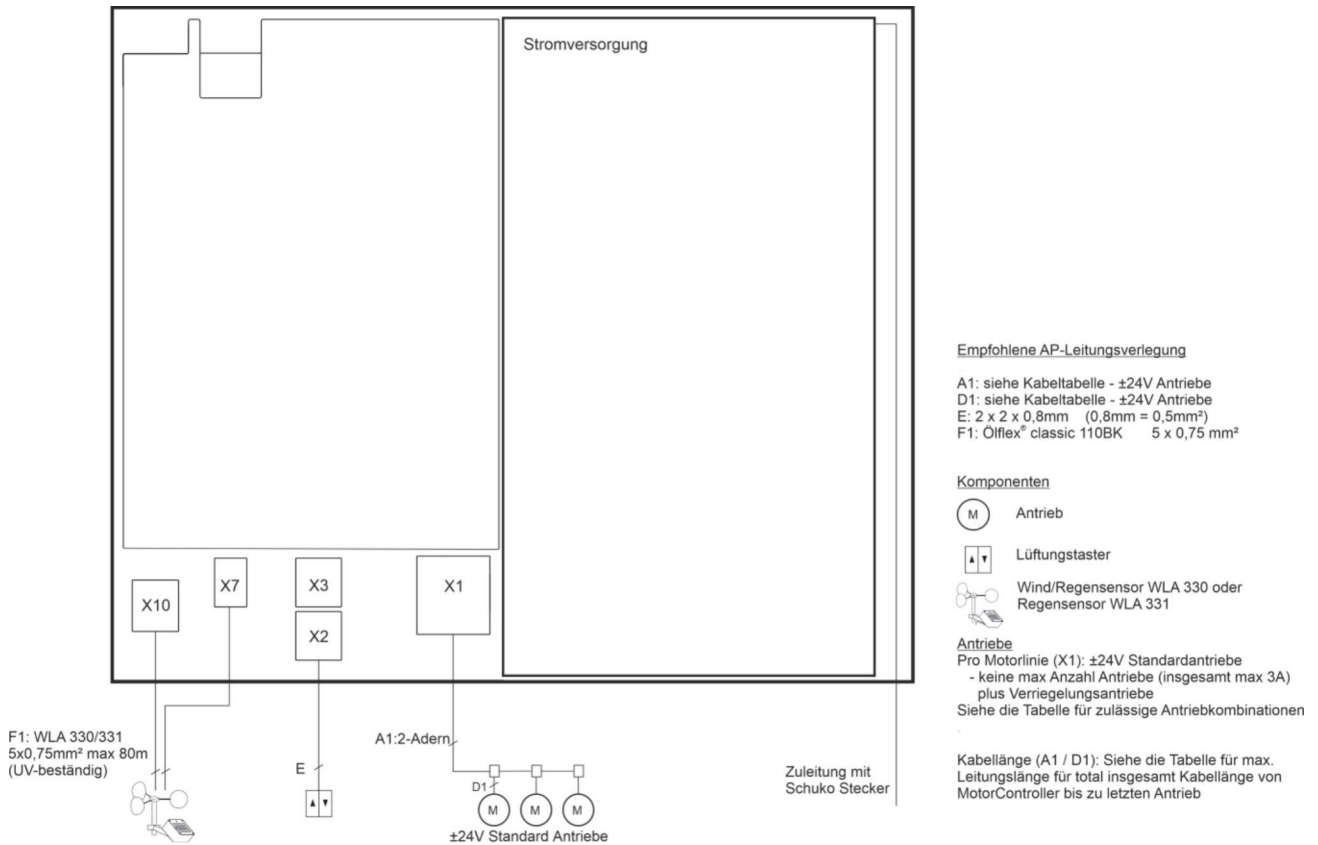 Stromversorgung
X10
X7
X3
X2
X1
F1: WLA 330/331
5x0,75mm² max 80m
(UV-beständig)
E
A1:2-Adern
D1
M
M
M
±24V Standard Antriebe
Zuleitung mit
Schuko Stecker
Empfohlene AP-Leitungsverlegung
A1: siehe Kabeltabelle - ±24V Antriebe
D1: siehe Kabeltabelle - ±24V Antriebe
E: 2 x 2 x 0,8mm (0,8mm = 0,5mm²)
F1: Ölflex® classic 110BK 5 x 0,75 mm²
Komponenten
M
Antrieb
Lüftungstaster
Wind/Regensensor WLA 330 oder
Regensensor WLA 331
Antriebe
Pro Motorlinie (X1): ±24V Standardantriebe
- keine max Anzahl Antriebe (insgesamt max 3A)
plus Verriegelungsantriebe
Siehe die Tabelle für zulässige Antriebkombinationen
Kabellänge (A1 / D1): Siehe die Tabelle für max.
Leitungslänge für total insgesamt Kabellänge von
MotorController bis zu letzten Antrieb